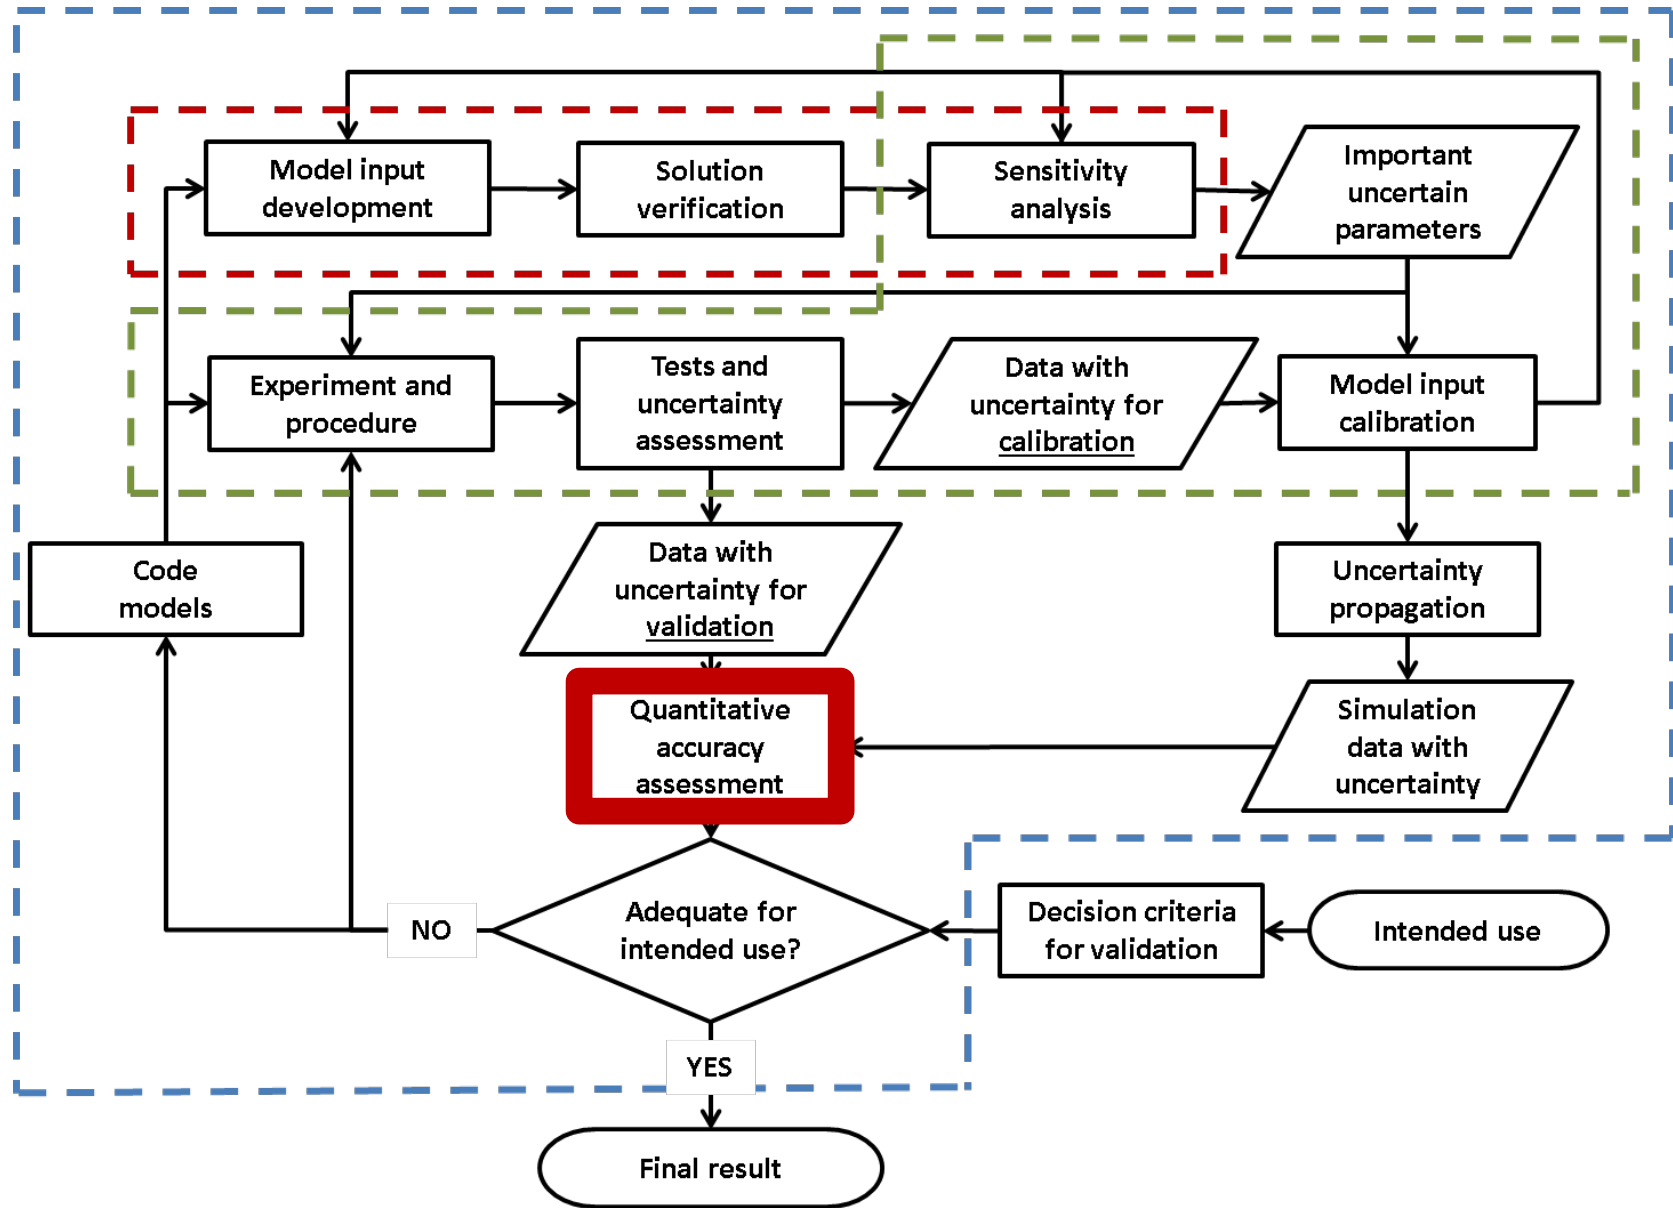 Model input
development
Solution
verification
Sensitivity
analysis
Important
uncertain
parameters
Experiment and
procedure
Tests and
uncertainty
assessment
Data with
uncertainty for
calibration
Model input
calibration
Code
models
Data with
uncertainty for
validation
Uncertainty
propagation
Quantitative
accuracy
assessment
Simulation
data with
uncertainty
NO
Adequate for
intended use?
Decision criteria
for validation
Intended use
YES
Final result